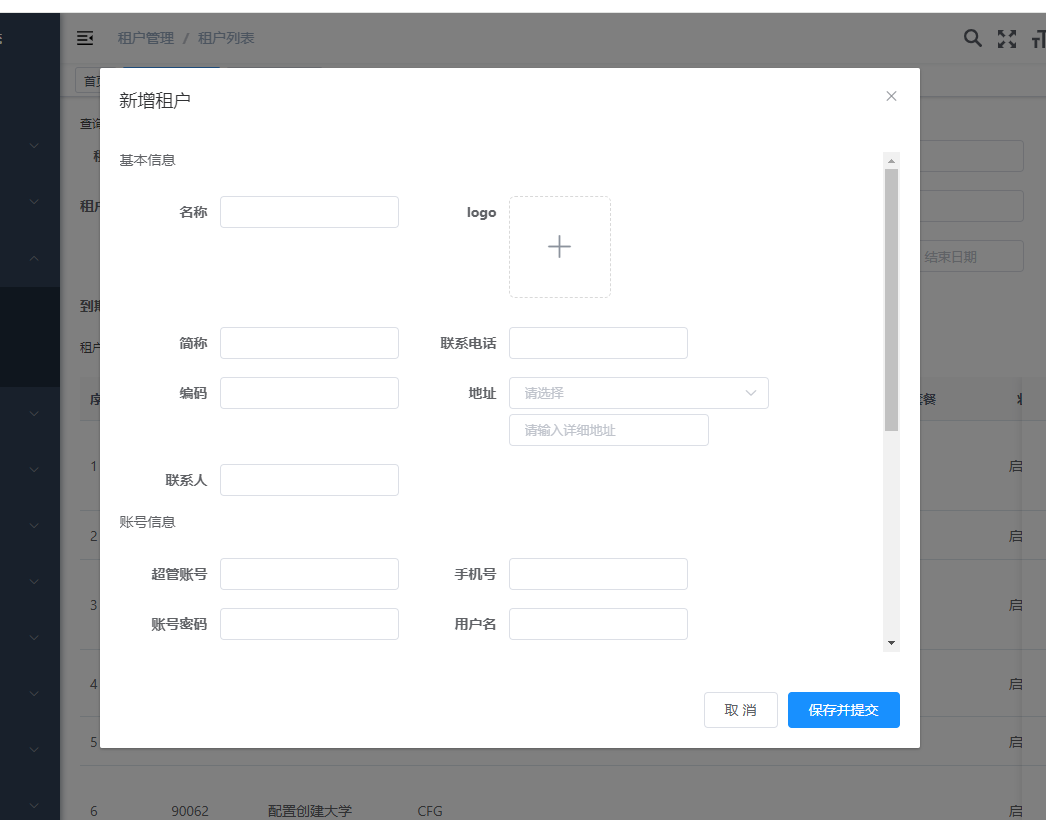 租户管理 / 租户列表
首页
新增租户
查询
基本信息
名称
logo
租户
结束日期
到期
简称
联系电话
租户
编码
地址
请选择
请输入详细地址
1
启
联系人
账号信息
2
启
超管账号
手机号
3
启
账号密码
用户名
4
启
取 消
保存并提交
5
启
6
90062
配置创建大学
CFG
启